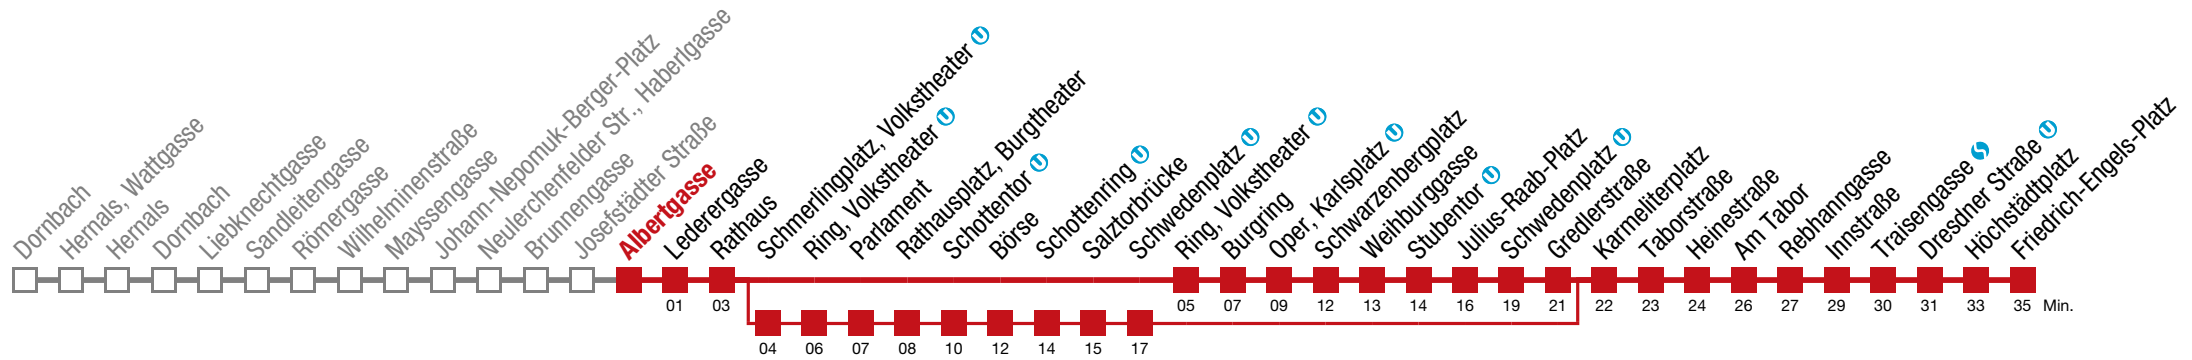 Dornbach
Hernals, Wattgasse
Hernals
Dornbach
Liebknechtgasse
Sandleitengasse
Römergasse
Wilhelminenstraße
Mayssengasse
Johann-Nepomuk-Berger-Platz
Neulerchenfelder Str., Haberlgasse
Brunnengasse
Josefstädter Straße
Albertgasse
Lederergasse
Rathaus
Schmerlingplatz, Volkstheater U
Ring, Volkstheater U
Parlament
Rathausplatz, Burgtheater
Schottentor U
Börse
Schottenring U
Salztorbrücke
Schwedenplatz U
Ring, Volkstheater U
Burgring
Oper, Karlsplatz U
Schwarzenbergplatz
Weihburggasse
Stubentor U
Julius-Raab-Platz
Schwedenplatz U
Gredlerstraße
Karmeliterplatz
Taborstraße
Heinestraße
Am Tabor
Rebhanngasse
Innstraße
Traisengasse S
Dresdner Straße U
Höchstädtplatz
Friedrich-Engels-Platz
01 03 05 07 09 12 13 14 16 19 21 22 23 24 26 27 29 30 31 33 35 Min.
04 06 07 08 10 12 14 15 17